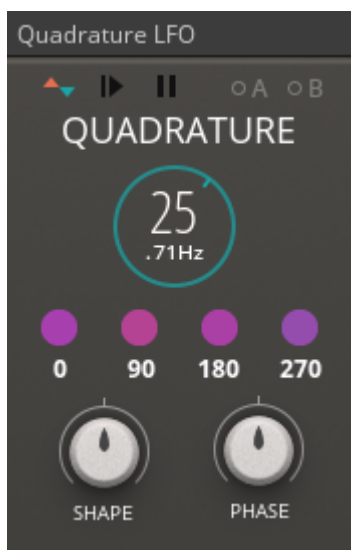 Quadrature LFO
A B
QUADRATURE
25
.71Hz
0 90 180 270
SHAPE PHASE